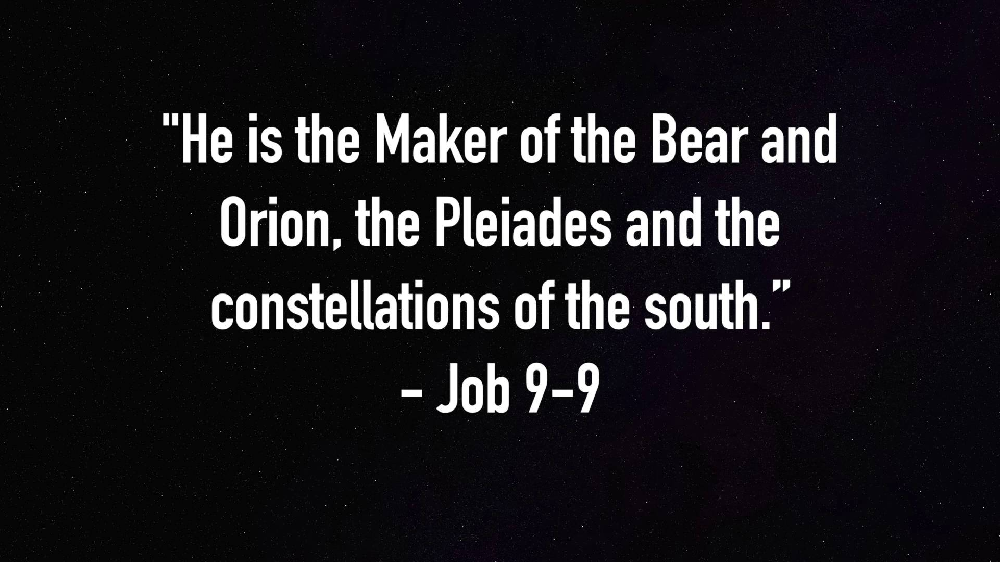 "He is the Maker of the Bear and
Orion, the Pleiades and the
constellations of the south.”
- Job 9-9